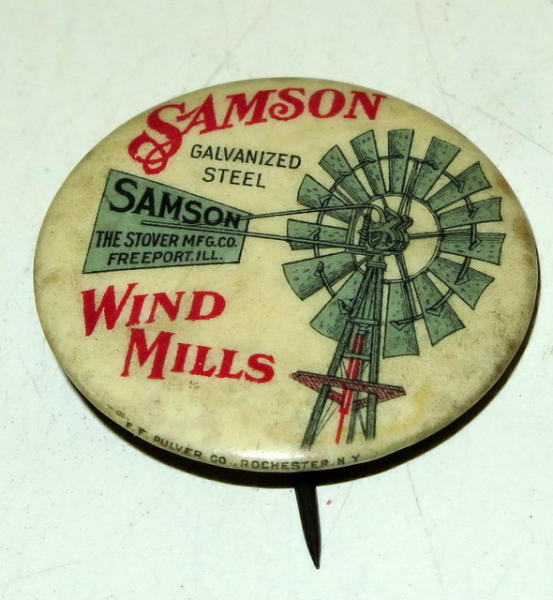 SAMSON
GALVANIZED
STEEL
SAMSON
THE STOVER MFG.CO.
FREEPORT.ILL.
WIND
MILLS
F.F. PULVER CO., ROCHESTER, N.Y.